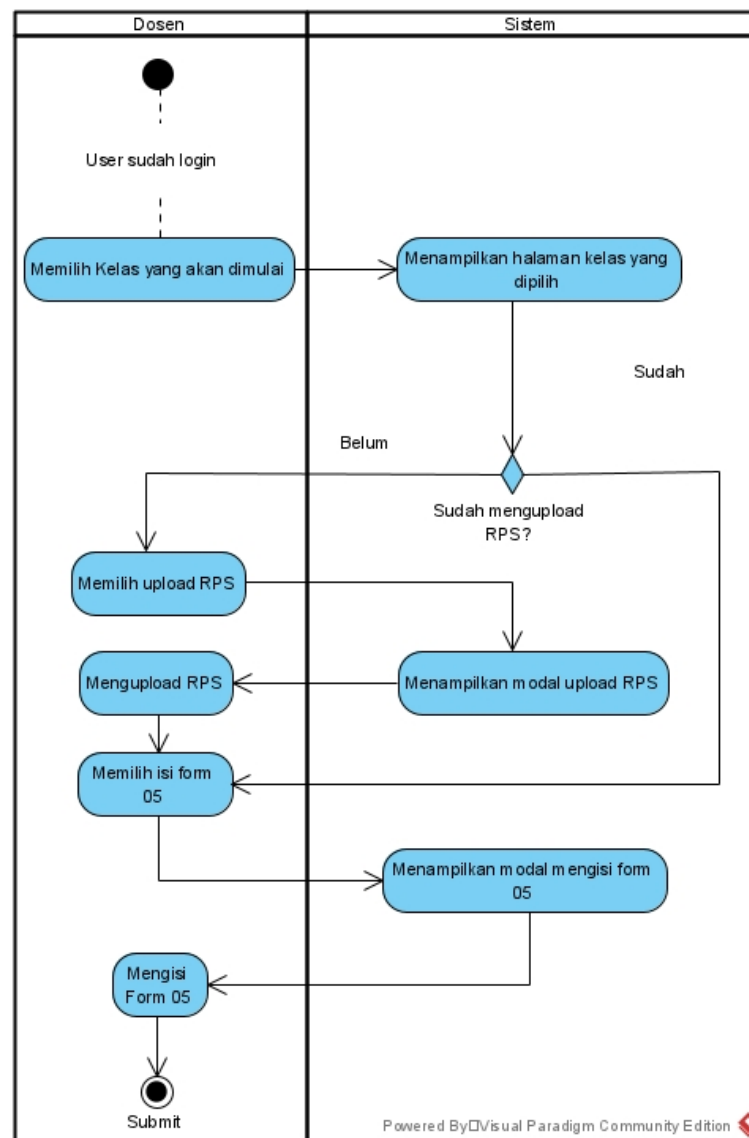 Dosen
Sistem
User sudah login
Memilih Kelas yang akan dimulai
Menampilkan halaman kelas yang
dipilih
Sudah
Belum
Sudah mengupload
RPS?
Memilih upload RPS
Mengupload RPS
Menampilkan modal upload RPS
Memilih isi form
05
Menampilkan modal mengisi form
05
Mengisi
Form 05
Submit
Powered By□Visual Paradigm Community Edition